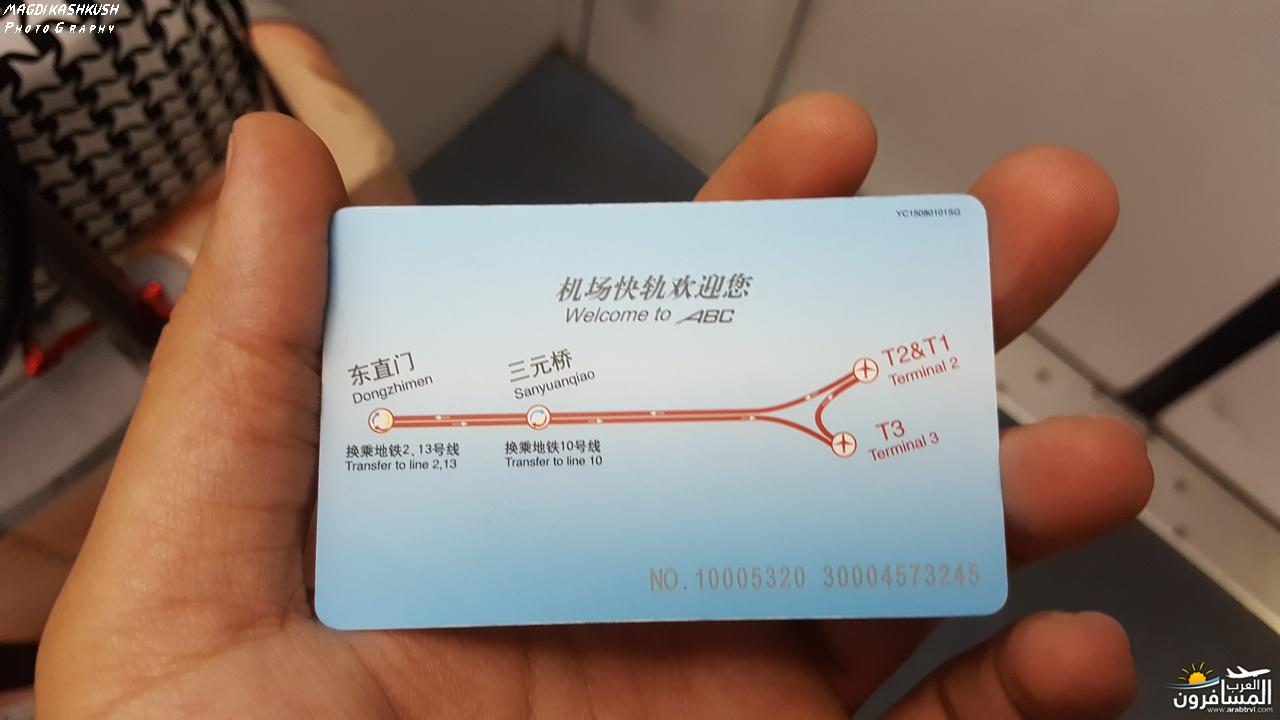 MAGDI KASHKUSH
PHOTOGRAPHY
YC15080101SG
机场快轨欢迎您
Welcome to ABC
东直门
Dongzhimen
三元桥
Sanyuanqiao
T2&T1
Terminal 2
换乘地铁2、13号线
Transfer to line 2,13
换乘地铁10号线
Transfer to line 10
T3
Terminal 3
NO.10005320 30004573245
العرب
المسافرون
www.arabtrvl.com